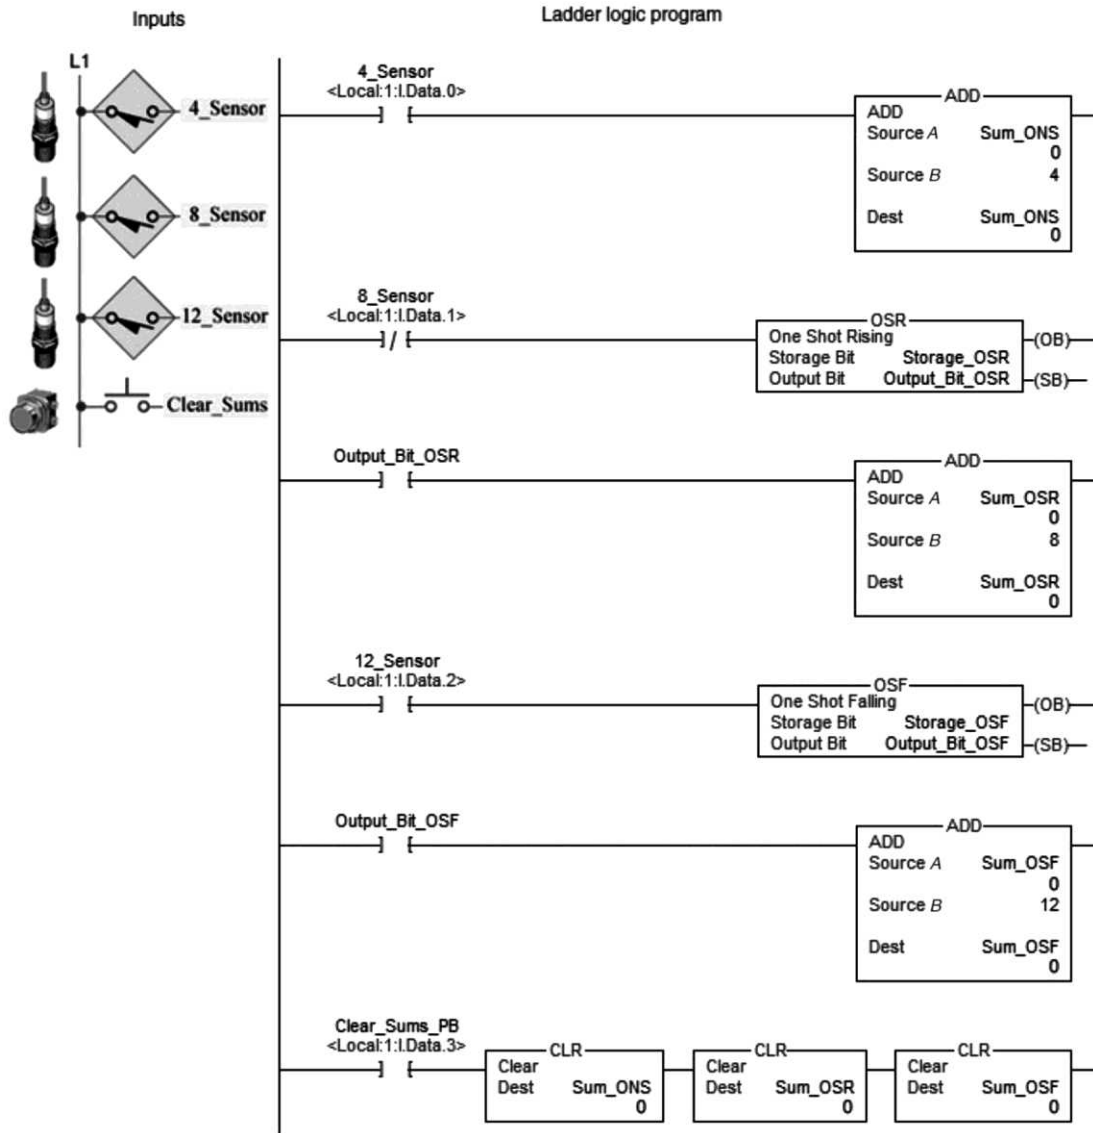 Inputs
Ladder logic program
L1
4_Sensor
8_Sensor
12_Sensor
Clear_Sums
4_Sensor
<Local:1:I.Data.0>
ADD
ADD
Source A Sum_ONS
0
Source B 4
Dest Sum_ONS
0
8_Sensor
<Local:1:I.Data.1>
OSR
One Shot Rising
Storage Bit Storage_OSR
Output Bit Output_Bit_OSR
(OB)
(SB)
Output_Bit_OSR
ADD
ADD
Source A Sum_OSR
0
Source B 8
Dest Sum_OSR
0
12_Sensor
<Local:1:I.Data.2>
OSF
One Shot Falling
Storage Bit Storage_OSF
Output Bit Output_Bit_OSF
(OB)
(SB)
Output_Bit_OSF
ADD
ADD
Source A Sum_OSF
0
Source B 12
Dest Sum_OSF
0
Clear_Sums_PB
<Local:1:I.Data.3>
CLR
Clear
Dest Sum_ONS
0
CLR
Clear
Dest Sum_OSR
0
CLR
Clear
Dest Sum_OSF
0